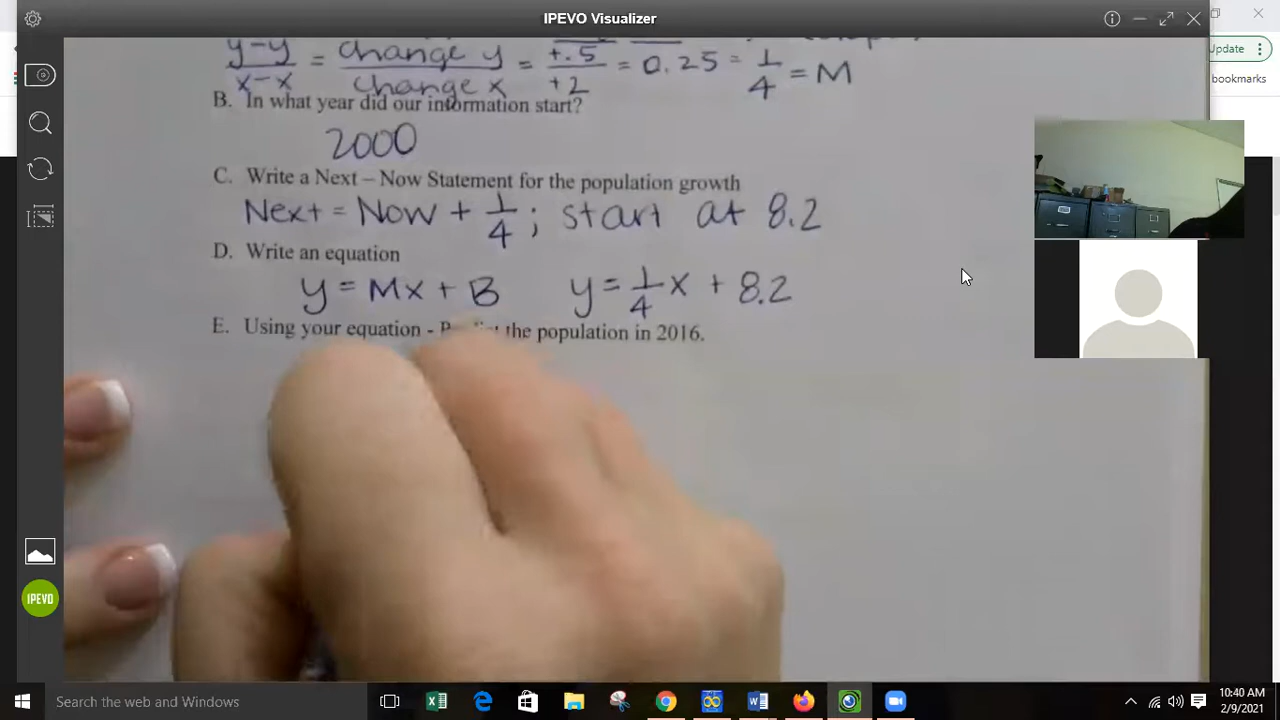 IPEVO Visualizer
Update
bookmarks
y-y = change y = +.5 = 0.25 = 1 = M
x-x change x +2 4
B. In what year did our information start?
2000
C. Write a Next – Now Statement for the population growth
Next = Now + 1/4 ; start at 8.2
D. Write an equation
y = Mx + B y = 1/4 x + 8.2
E. Using your equation - the population in 2016.
IPEVO
Search the web and Windows
10:40 AM
2/9/2021